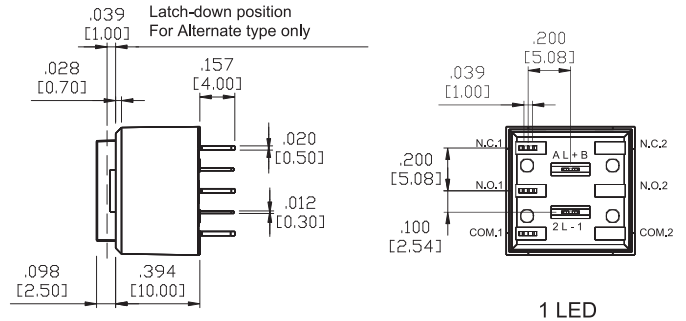 .039
[1.00]
Latch-down position
For Alternate type only
.028
[0.70]
.157
[4.00]
.020
[0.50]
.012
[0.30]
.098
[2.50]
.394
[10.00]
.200
[5.08]
.039
[1.00]
.200
[5.08]
.100
[2.54]
N.C.1
A L + B
N.C.2
N.O.1
N.O.2
COM.1
2 L - 1
COM.2
1 LED